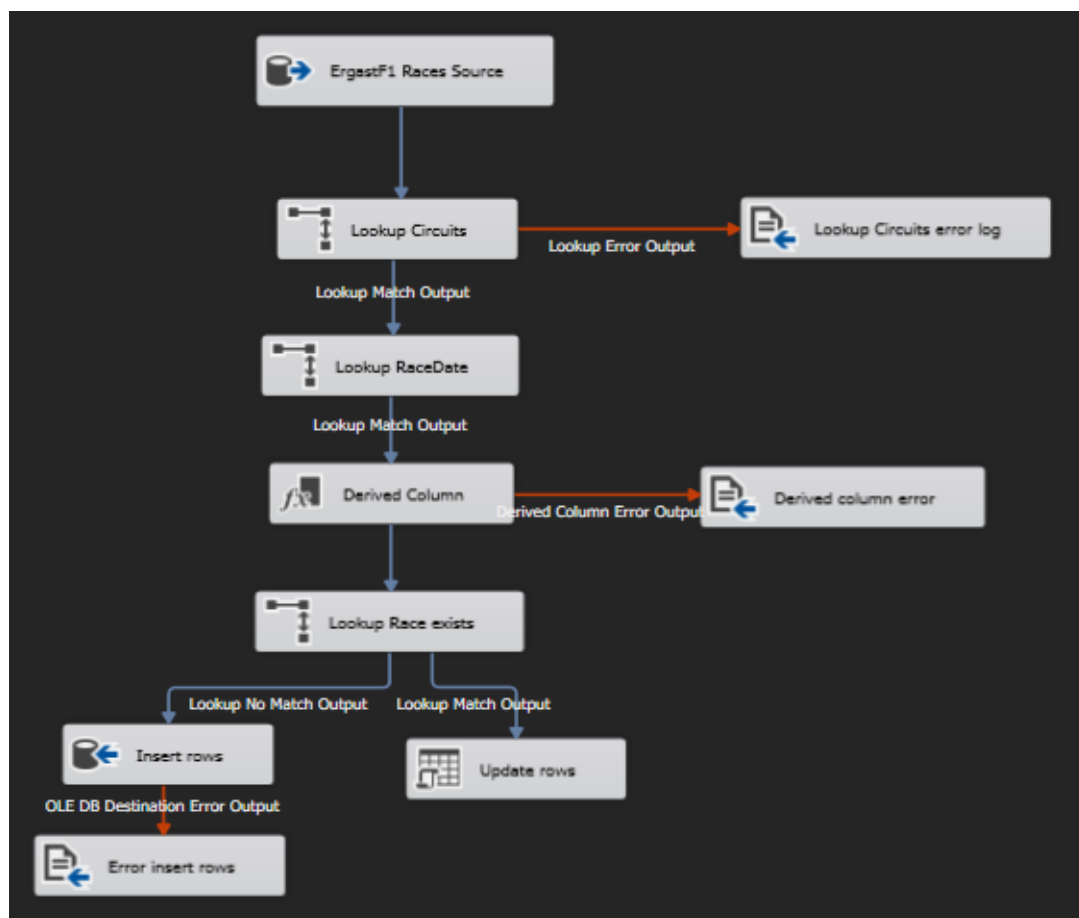 ErgastF1 Races Source
Lookup Circuits
Lookup Error Output
Lookup Circuits error log
Lookup Match Output
Lookup RaceDate
Lookup Match Output
Derived Column
Derived Column Error Output
Derived column error
Lookup Race exists
Lookup No Match Output
Lookup Match Output
Insert rows
Update rows
OLE DB Destination Error Output
Error insert rows